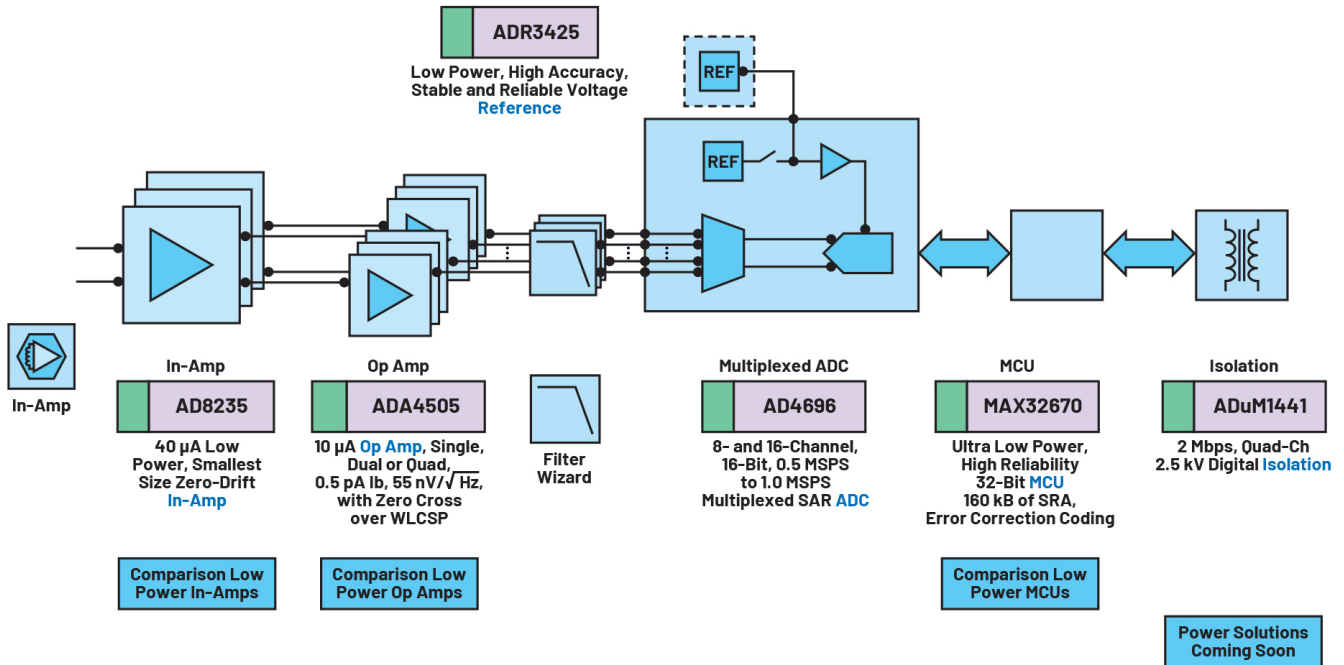 ADR3425
Low Power, High Accuracy,
Stable and Reliable Voltage
Reference
REF
REF
In-Amp
In-Amp
AD8235
40 µA Low
Power, Smallest
Size Zero-Drift
In-Amp
Comparison Low
Power In-Amps
Op Amp
ADA4505
10 µA Op Amp, Single,
Dual or Quad,
0.5 pA Ib, 55 nV/√Hz,
with Zero Cross
over WLCSP
Comparison Low
Power Op Amps
Filter
Wizard
Multiplexed ADC
AD4696
8- and 16-Channel,
16-Bit, 0.5 MSPS
to 1.0 MSPS
Multiplexed SAR ADC
MCU
MAX32670
Ultra Low Power,
High Reliability
32-Bit MCU
160 kB of SRA,
Error Correction Coding
Comparison Low
Power MCUs
Isolation
ADuM1441
2 Mbps, Quad-Ch
2.5 kV Digital Isolation
Power Solutions
Coming Soon